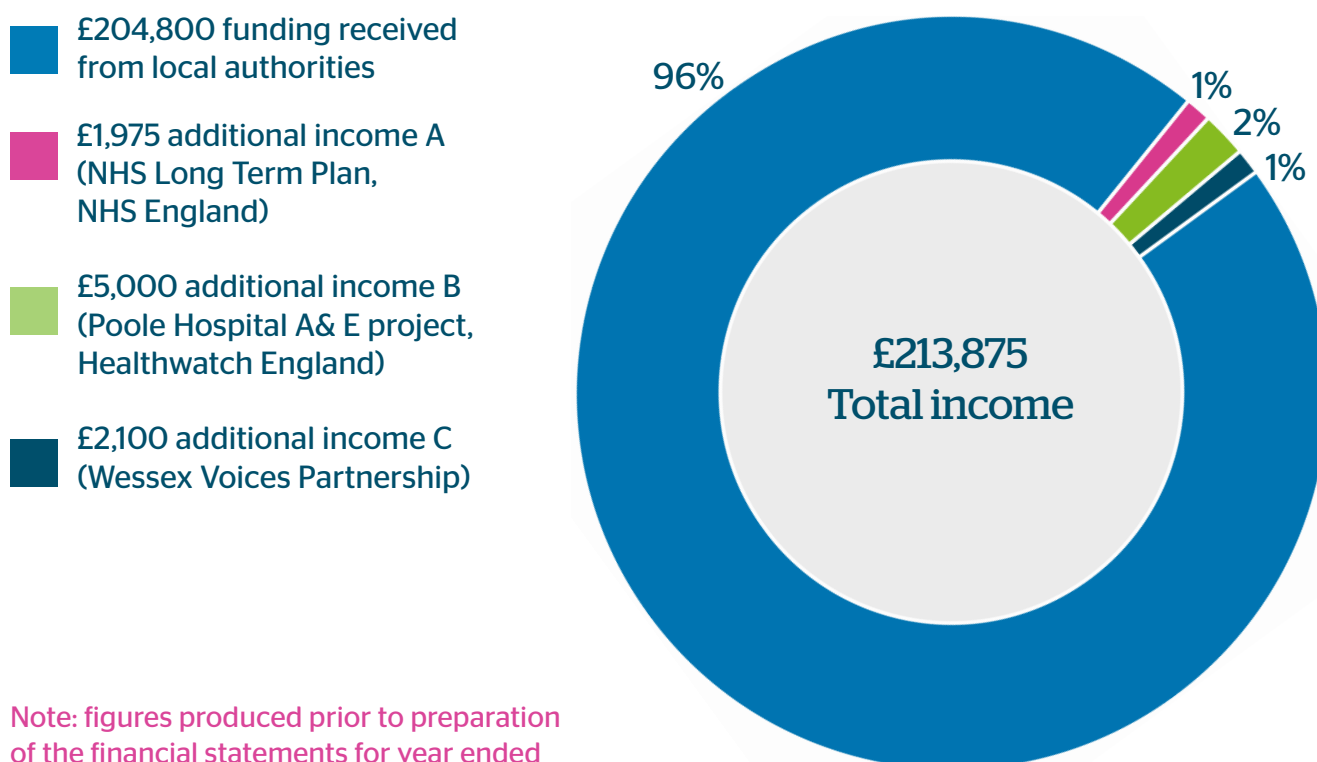 £204,800 funding received
from local authorities
£1,975 additional income A
(NHS Long Term Plan,
NHS England)
£5,000 additional income B
(Poole Hospital A& E project,
Healthwatch England)
£2,100 additional income C
(Wessex Voices Partnership)
Note: figures produced prior to preparation
of the financial statements for year ended
96%
1%
2%
1%
£213,875
Total income